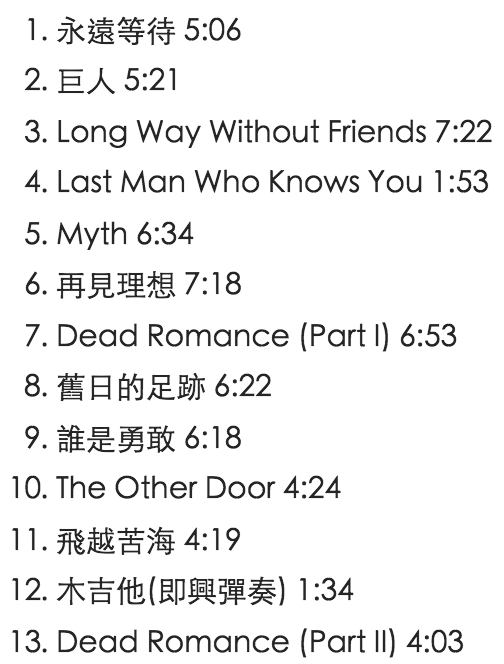 1. 永遠等待 5:06
2. 巨人 5:21
3. Long Way Without Friends 7:22
4. Last Man Who Knows You 1:53
5. Myth 6:34
6. 再見理想 7:18
7. Dead Romance (Part I) 6:53
8. 舊日的足跡 6:22
9. 誰是勇敢 6:18
10. The Other Door 4:24
11. 飛越苦海 4:19
12. 木吉他(即興彈奏) 1:34
13. Dead Romance (Part II) 4:03